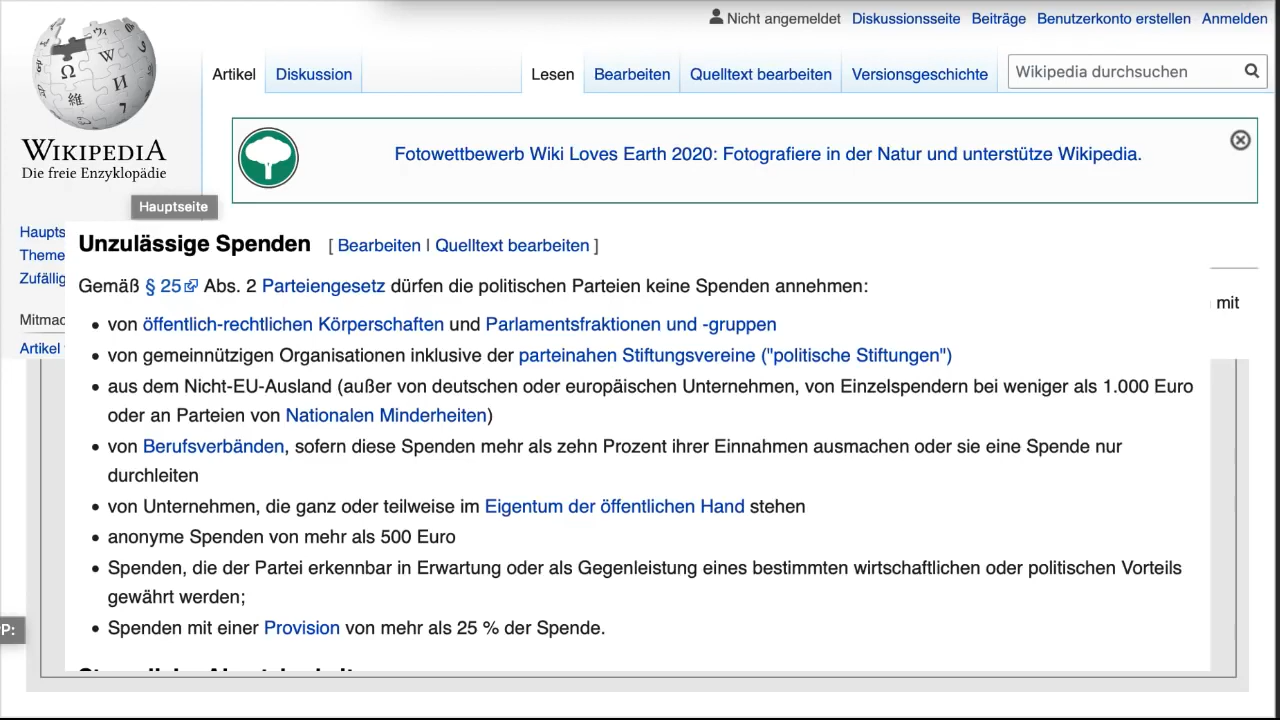 Nicht angemeldet Diskussionsseite Beiträge Benutzerkonto erstellen Anmelden
Artikel Diskussion Lesen Bearbeiten Quelltext bearbeiten Versionsgeschichte Wikipedia durchsuchen
WIKIPEDIA
Die freie Enzyklopädie
Fotowettbewerb Wiki Loves Earth 2020: Fotografiere in der Natur und unterstütze Wikipedia.
Hauptseite
Haupts
Theme
Zufällig
Mitmac
Artikel
mit
Unzulässige Spenden [ Bearbeiten | Quelltext bearbeiten ]
Gemäß § 25 Abs. 2 Parteiengesetz dürfen die politischen Parteien keine Spenden annehmen:
• von öffentlich-rechtlichen Körperschaften und Parlamentsfraktionen und -gruppen
• von gemeinnützigen Organisationen inklusive der parteinahen Stiftungsvereine ("politische Stiftungen")
• aus dem Nicht-EU-Ausland (außer von deutschen oder europäischen Unternehmen, von Einzelspendern bei weniger als 1.000 Euro
oder an Parteien von Nationalen Minderheiten)
• von Berufsverbänden, sofern diese Spenden mehr als zehn Prozent ihrer Einnahmen ausmachen oder sie eine Spende nur
durchleiten
• von Unternehmen, die ganz oder teilweise im Eigentum der öffentlichen Hand stehen
• anonyme Spenden von mehr als 500 Euro
• Spenden, die der Partei erkennbar in Erwartung oder als Gegenleistung eines bestimmten wirtschaftlichen oder politischen Vorteils
gewährt werden;
• Spenden mit einer Provision von mehr als 25 % der Spende.
P: